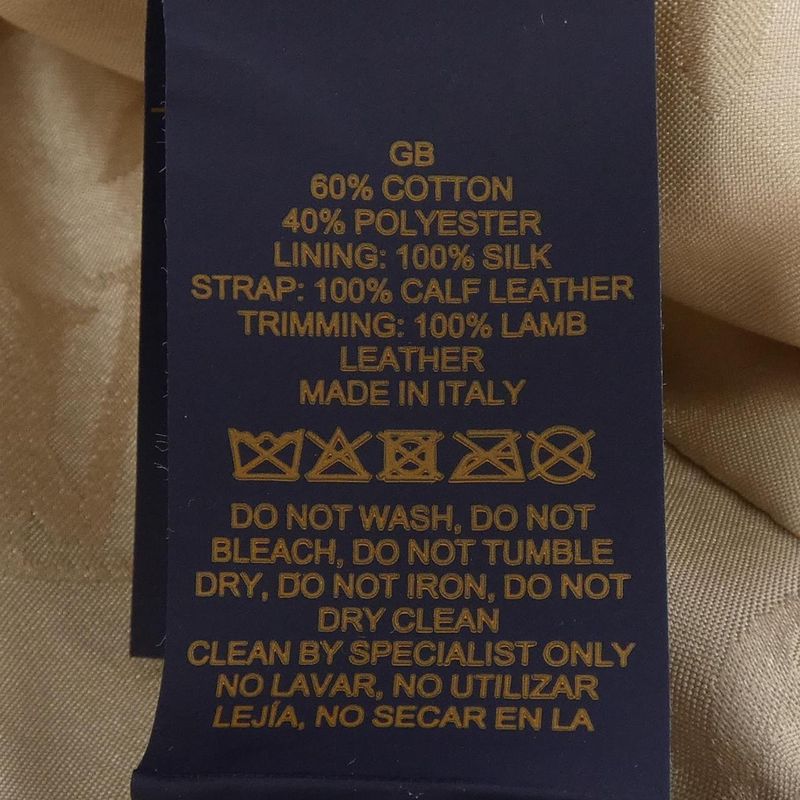 GB
60% COTTON
40% POLYESTER
LINING: 100% SILK
STRAP: 100% CALF LEATHER
TRIMMING: 100% LAMB
LEATHER
MADE IN ITALY
DO NOT WASH, DO NOT
BLEACH, DO NOT TUMBLE
DRY, DO NOT IRON, DO NOT
DRY CLEAN
CLEAN BY SPECIALIST ONLY
NO LAVAR, NO UTILIZAR
LEJÍA, NO SECAR EN LA